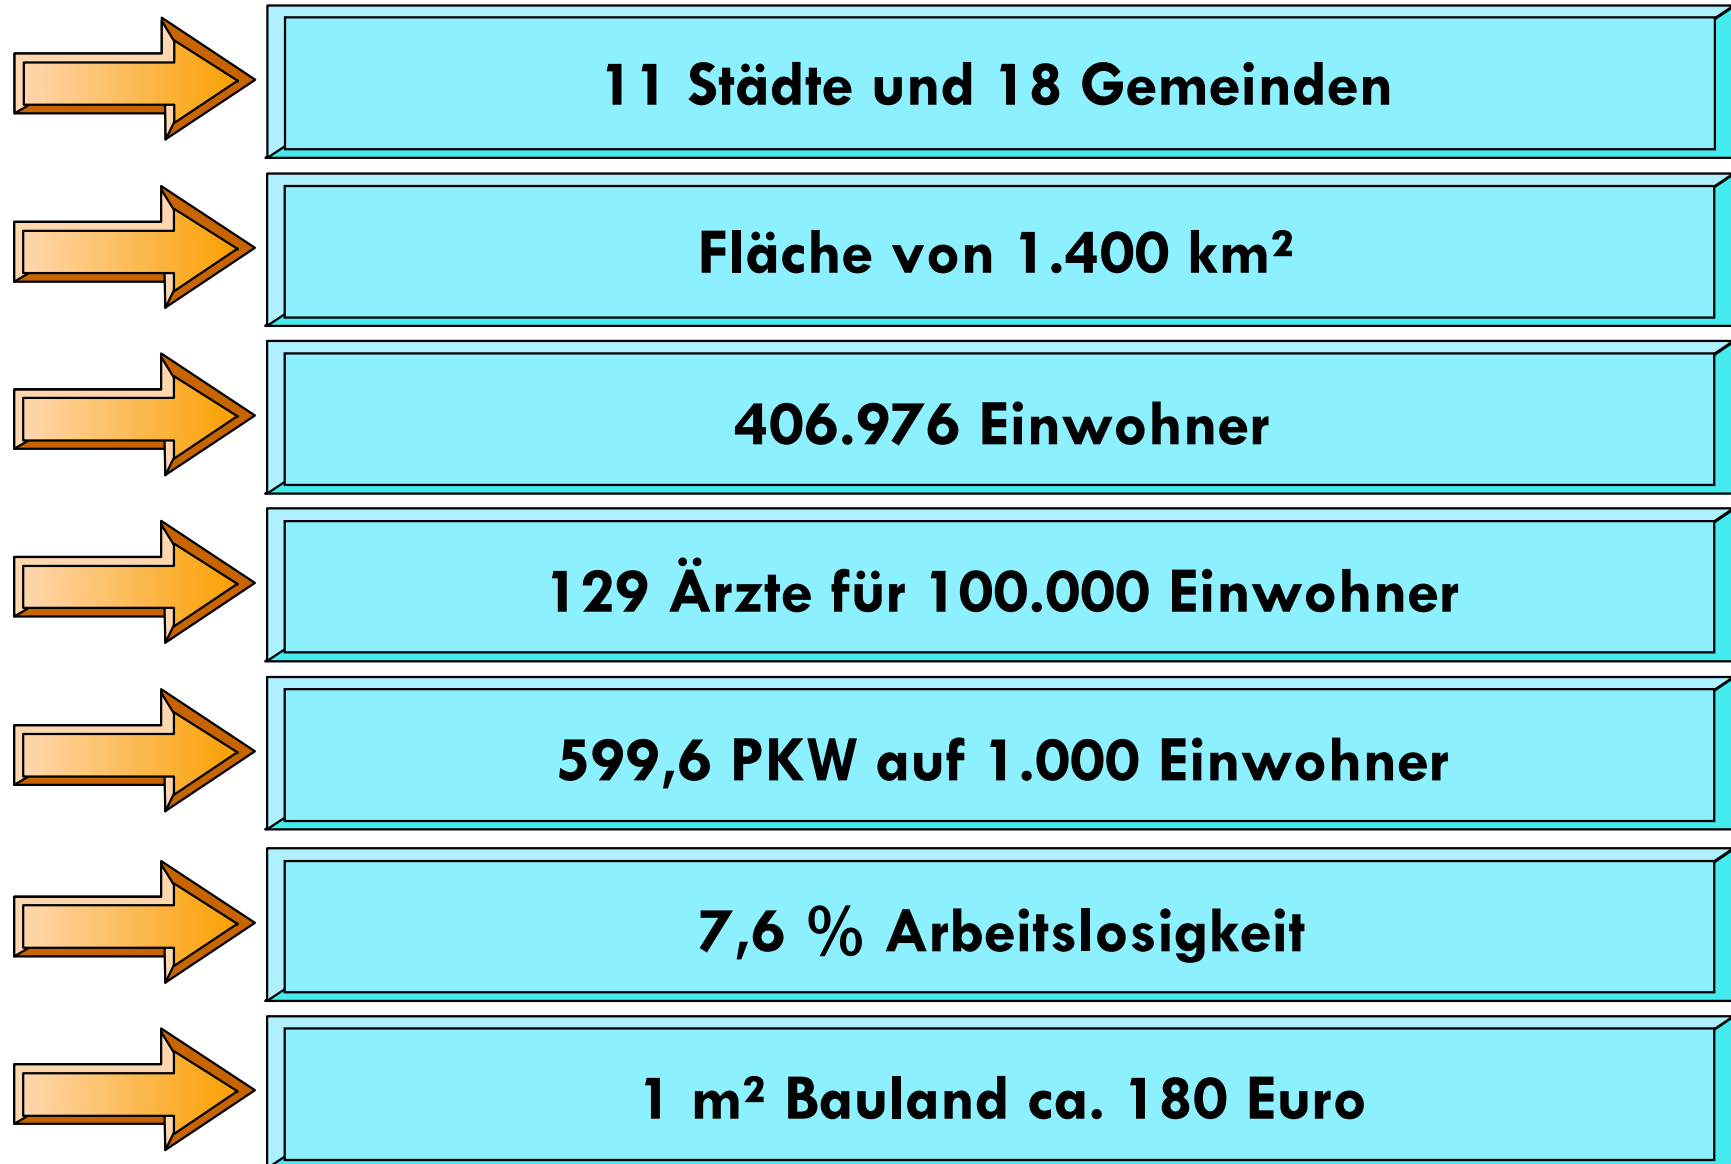 11 Städte und 18 Gemeinden
Fläche von 1.400 km²
406.976 Einwohner
129 Ärzte für 100.000 Einwohner
599,6 PKW auf 1.000 Einwohner
7,6 % Arbeitslosigkeit
1 m² Bauland ca. 180 Euro